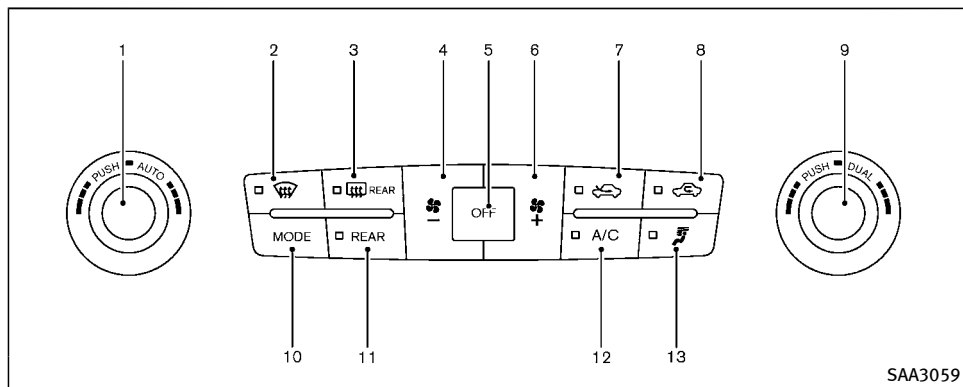 1 2 3 4 5 6 7 8 9
PUSH AUTO
REAR
PUSH DUAL
OFF
− +
MODE REAR A/C
10 11 12 13
SAA3059